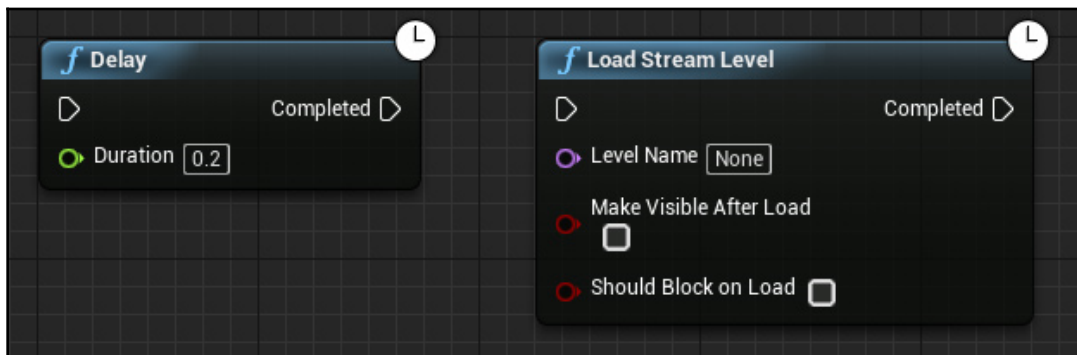 f Delay
Completed
Duration 0.2
f Load Stream Level
Completed
Level Name None
Make Visible After Load
Should Block on Load